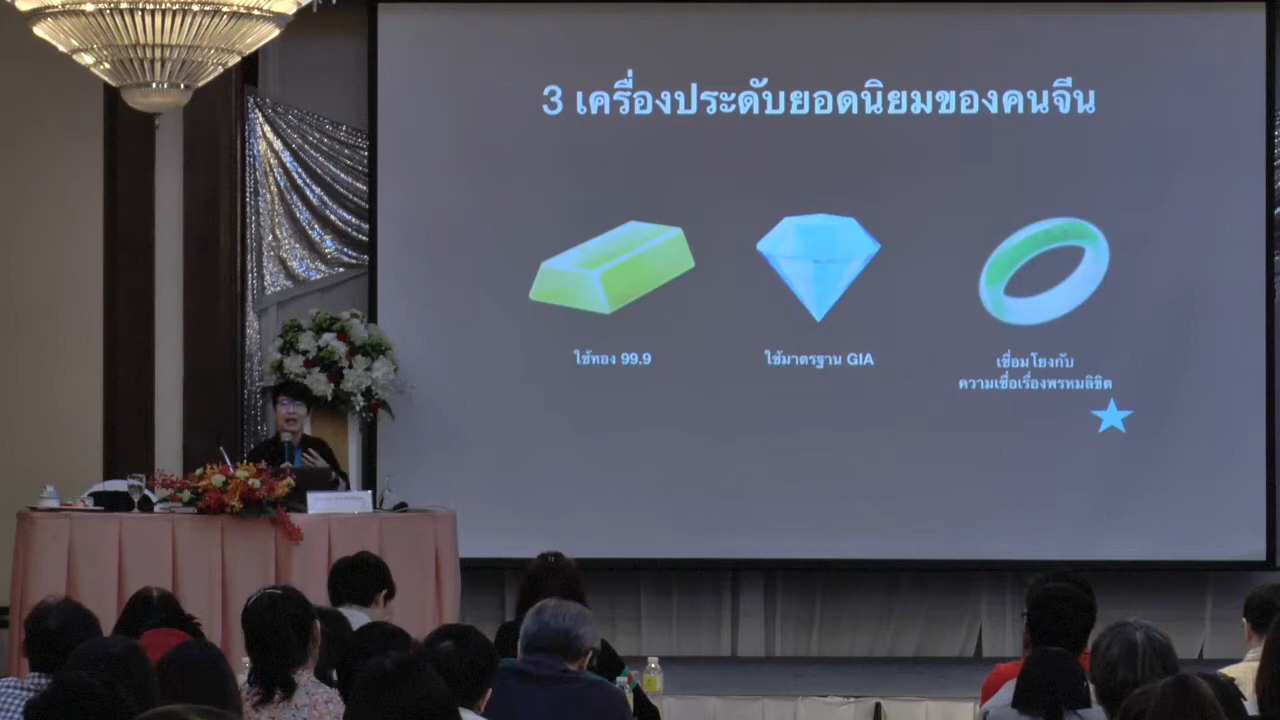 3 เครื่องประดับยอดนิยมของคนจีน
ใช้ทอง 99.9
ใช้มาตรฐาน GIA
เชื่อมโยงกับ
ความเชื่อเรื่องพรหมลิขิต